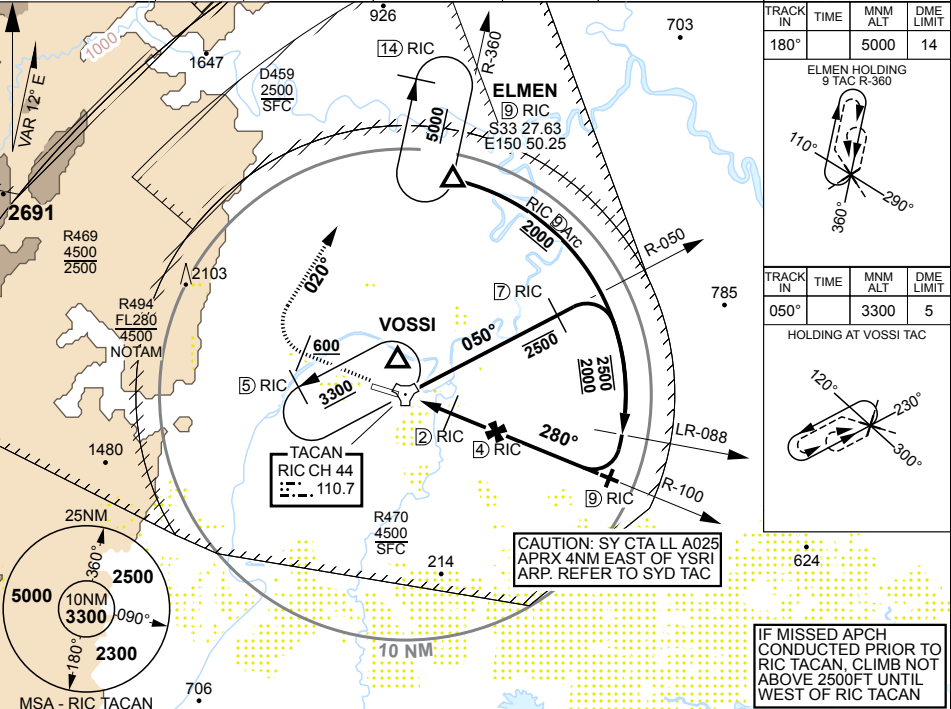 926
703
14 RIC
R-360
1000
1647
D459
2500
SFC
ELMEN
9 RIC
S33 27.63
E150 50.25
5000
VAR 12° E
2691
R469
4500
2500
2103
R494
FL280
4500
NOTAM
RIC 9 Arc
2000
R-050
7 RIC
785
020°
VOSSI
050°
2500
600
5 RIC
3300
2500
2000
2 RIC
4 RIC
280°
LR-088
9 RIC
R-100
TACAN
RIC CH 44
110.7
1480
R470
4500
SFC
214
CAUTION: SY CTA LL A025
APRX 4NM EAST OF YSRI
ARP. REFER TO SYD TAC
624
25NM
360°
5000
2500
10NM
3300
090°
180°
2300
MSA - RIC TACAN
706
10 NM
IF MISSED APCH
CONDUCTED PRIOR TO
RIC TACAN, CLIMB NOT
ABOVE 2500FT UNTIL
WEST OF RIC TACAN
TRACK IN TIME MNM ALT DME LIMIT
180° 5000 14
ELMEN HOLDING
9 TAC R-360
110°
290°
360°
TRACK IN TIME MNM ALT DME LIMIT
050° 3300 5
HOLDING AT VOSSI TAC
120°
230°
300°